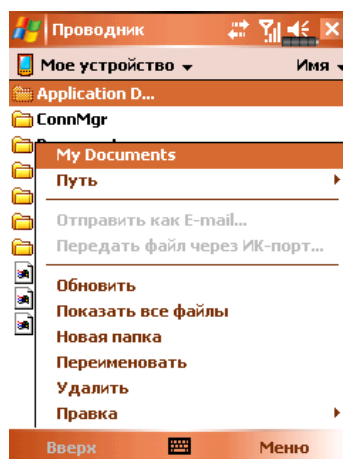 Проводник
Мое устройство Имя
Application D...
ConnMgr
My Documents
Путь
Отправить как E-mail...
Передать файл через ИК-порт...
Обновить
Показать все файлы
Новая папка
Переименовать
Удалить
Правка
Вверх Меню